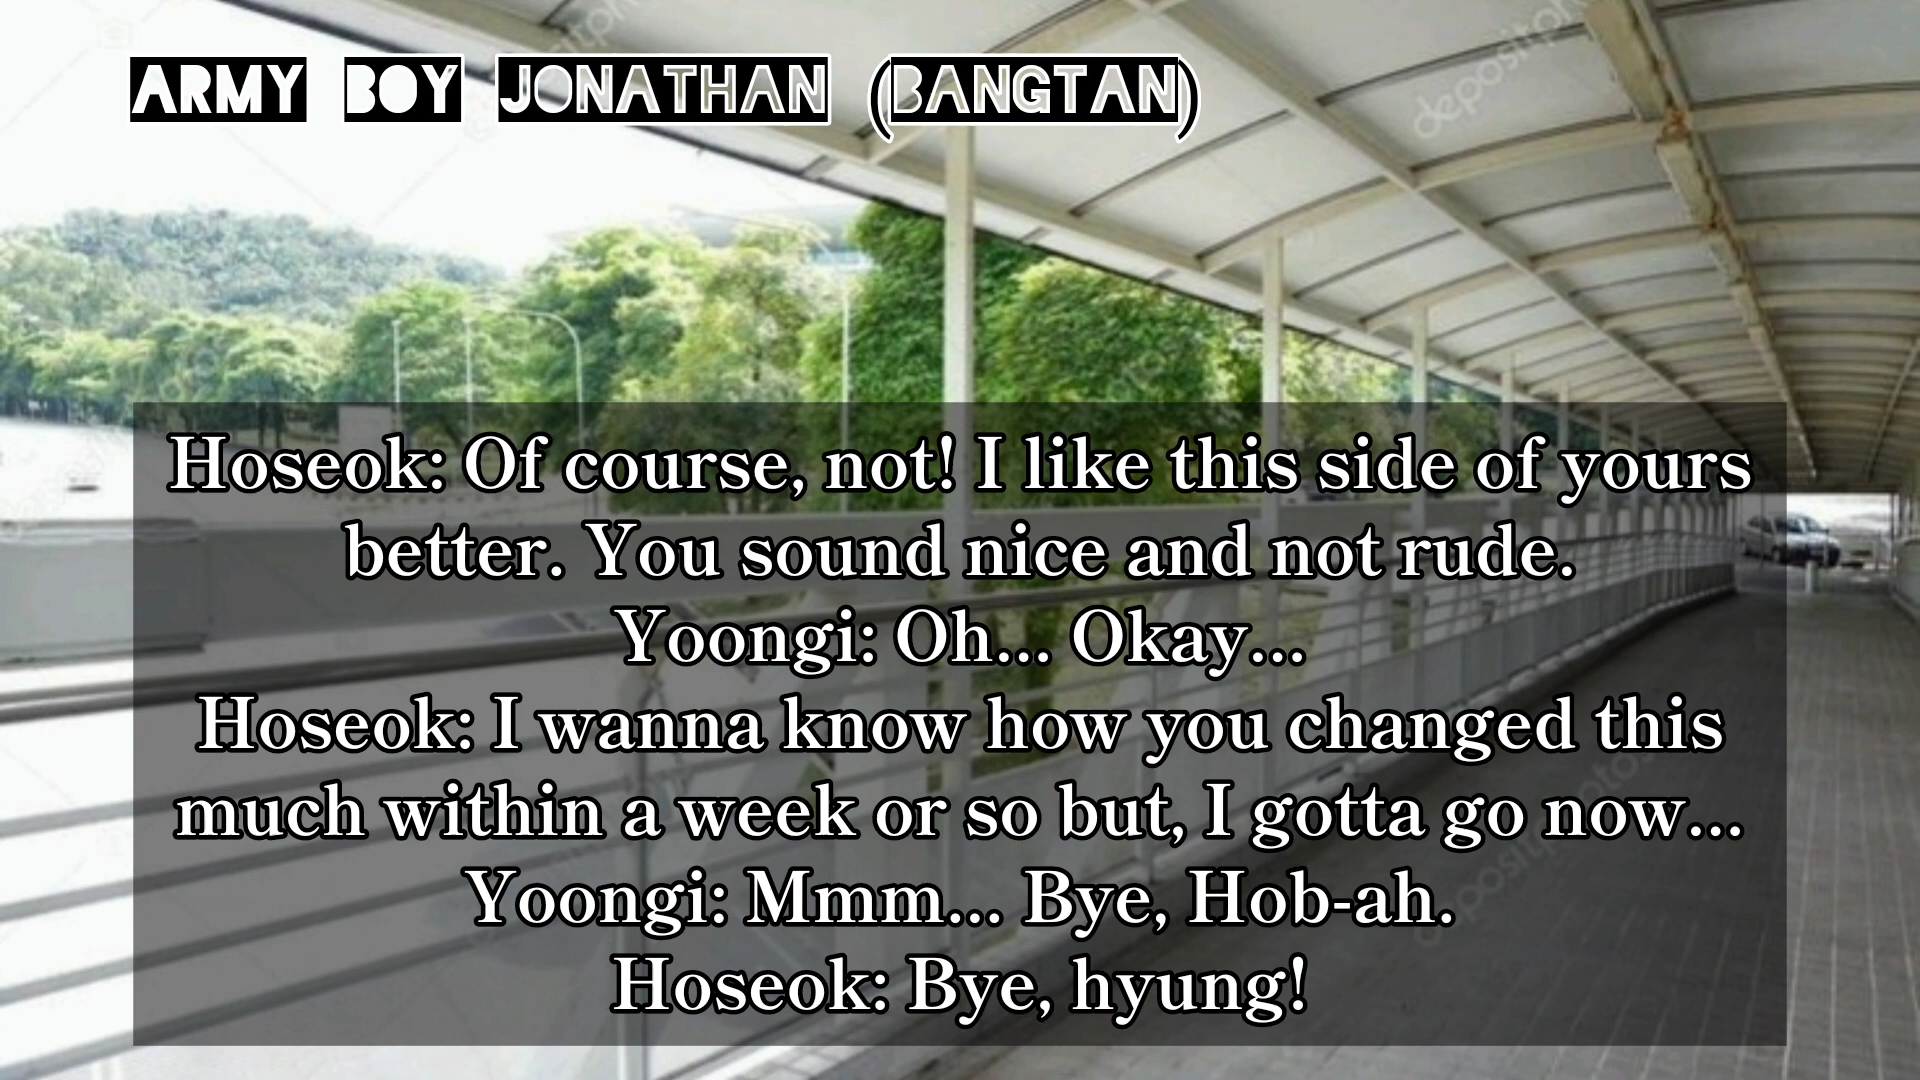 ARMY BOY JONATHAN (BANGTAN)
depositphotos
Hoseok: Of course, not! I like this side of yours
better. You sound nice and not rude.
Yoongi: Oh... Okay...
Hoseok: I wanna know how you changed this
much within a week or so but, I gotta go now...
Yoongi: Mmm... Bye, Hob-ah.
Hoseok: Bye, hyung!